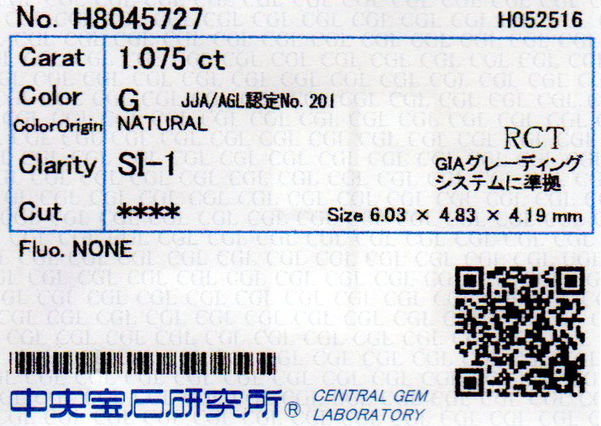 No. H8045727 H052516
Carat 1.075 ct
Color G JJA/AGL認定No. 201
ColorOrigin NATURAL
RCT
Clarity SI-1 GIAグレーディング
システムに準拠
Cut **** Size 6.03 × 4.83 × 4.19 mm
Fluo. NONE
中央宝石研究所® CENTRAL GEM
LABORATORY